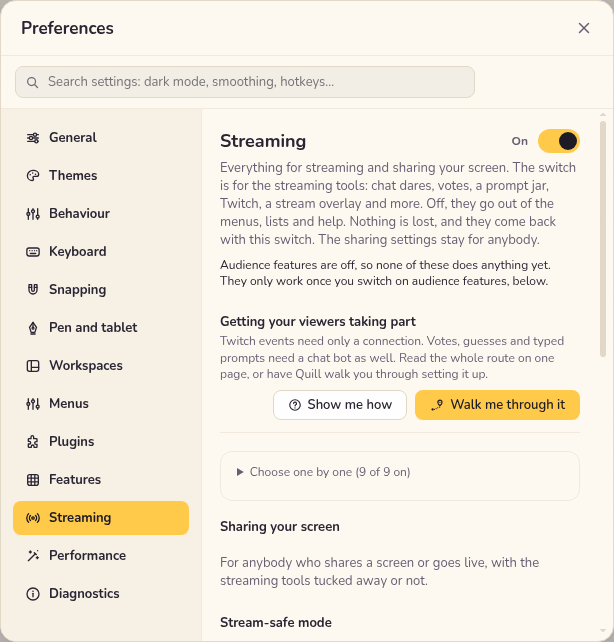 Preferences
Search settings: dark mode, smoothing, hotkeys...
General
Themes
Behaviour
Keyboard
Snapping
Pen and tablet
Workspaces
Menus
Plugins
Features
Streaming
Performance
Diagnostics
Streaming
On
Everything for streaming and sharing your screen. The switch
is for the streaming tools: chat dares, votes, a prompt jar,
Twitch, a stream overlay and more. Off, they go out of the
menus, lists and help. Nothing is lost, and they come back
with this switch. The sharing settings stay for anybody.
Audience features are off, so none of these does anything yet.
They only work once you switch on audience features, below.
Getting your viewers taking part
Twitch events need only a connection. Votes, guesses and typed
prompts need a chat bot as well. Read the whole route on one
page, or have Quill walk you through setting it up.
Show me how
Walk me through it
Choose one by one (9 of 9 on)
Sharing your screen
For anybody who shares a screen or goes live, with the
streaming tools tucked away or not.
Stream-safe mode